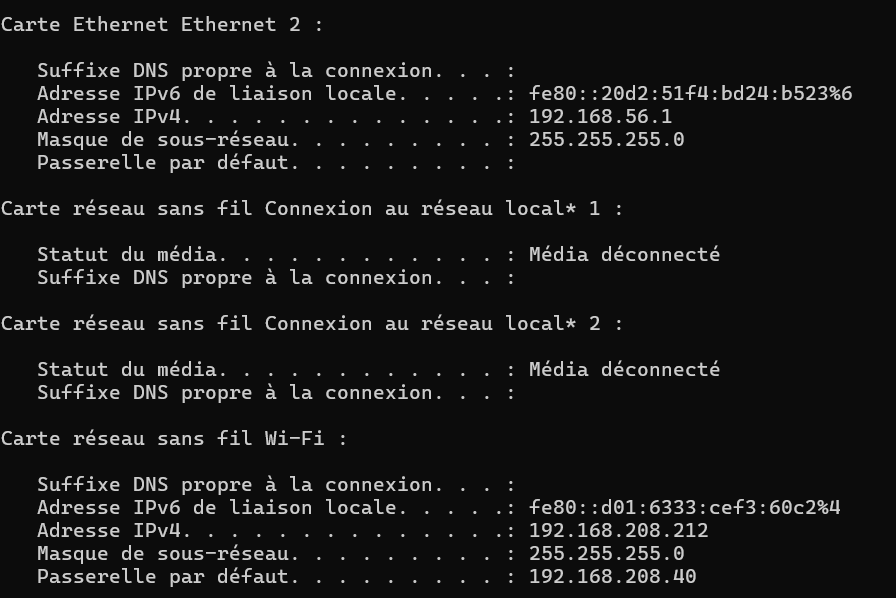 Carte Ethernet Ethernet 2 :
Suffixe DNS propre à la connexion. . . :
Adresse IPv6 de liaison locale. . . . .: fe80::20d2:51f4:bd24:b523%6
Adresse IPv4. . . . . . . . . . . . . .: 192.168.56.1
Masque de sous-réseau. . . . . . . . . : 255.255.255.0
Passerelle par défaut. . . . . . . . . :
Carte réseau sans fil Connexion au réseau local* 1 :
Statut du média. . . . . . . . . . . . : Média déconnecté
Suffixe DNS propre à la connexion. . . :
Carte réseau sans fil Connexion au réseau local* 2 :
Statut du média. . . . . . . . . . . . : Média déconnecté
Suffixe DNS propre à la connexion. . . :
Carte réseau sans fil Wi-Fi :
Suffixe DNS propre à la connexion. . . :
Adresse IPv6 de liaison locale. . . . .: fe80::d01:6333:cef3:60c2%4
Adresse IPv4. . . . . . . . . . . . . .: 192.168.208.212
Masque de sous-réseau. . . . . . . . . : 255.255.255.0
Passerelle par défaut. . . . . . . . . : 192.168.208.40